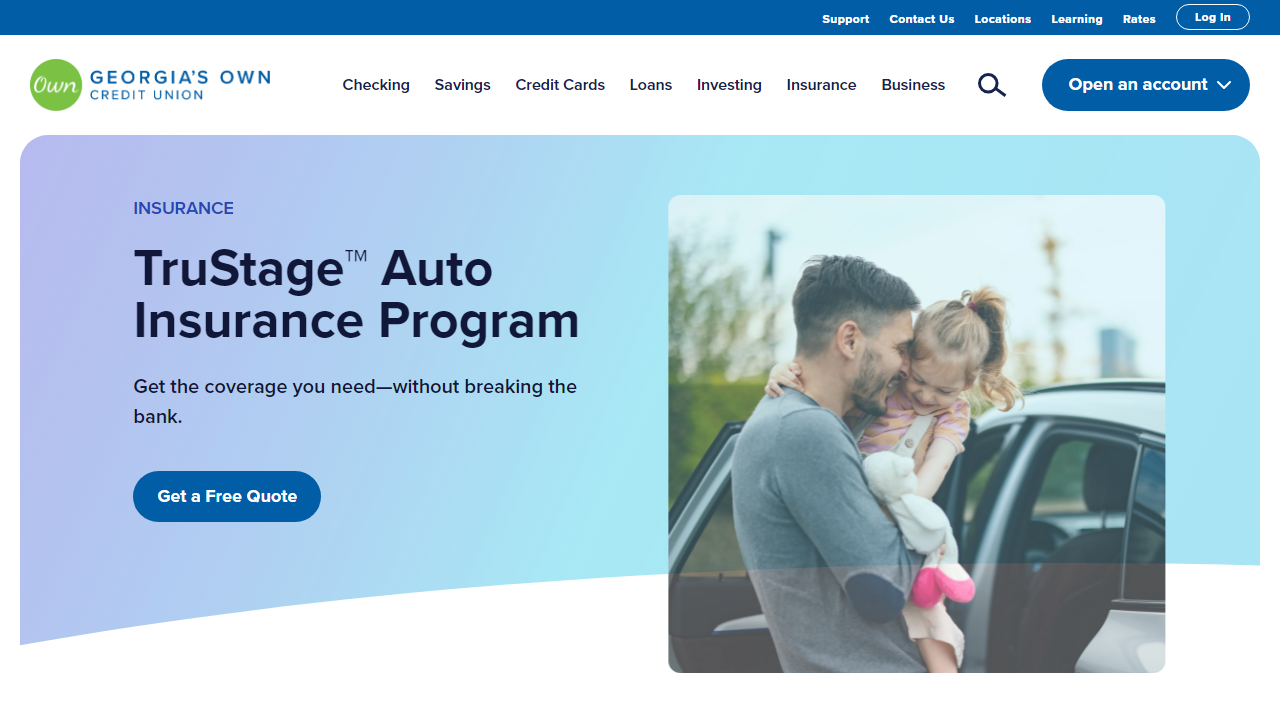 Support Contact Us Locations Learning Rates Log In
Own GEORGIA'S OWN
CREDIT UNION
Checking Savings Credit Cards Loans Investing Insurance Business Open an account
INSURANCE
TruStage™ Auto
Insurance Program
Get the coverage you need—without breaking the
bank.
Get a Free Quote